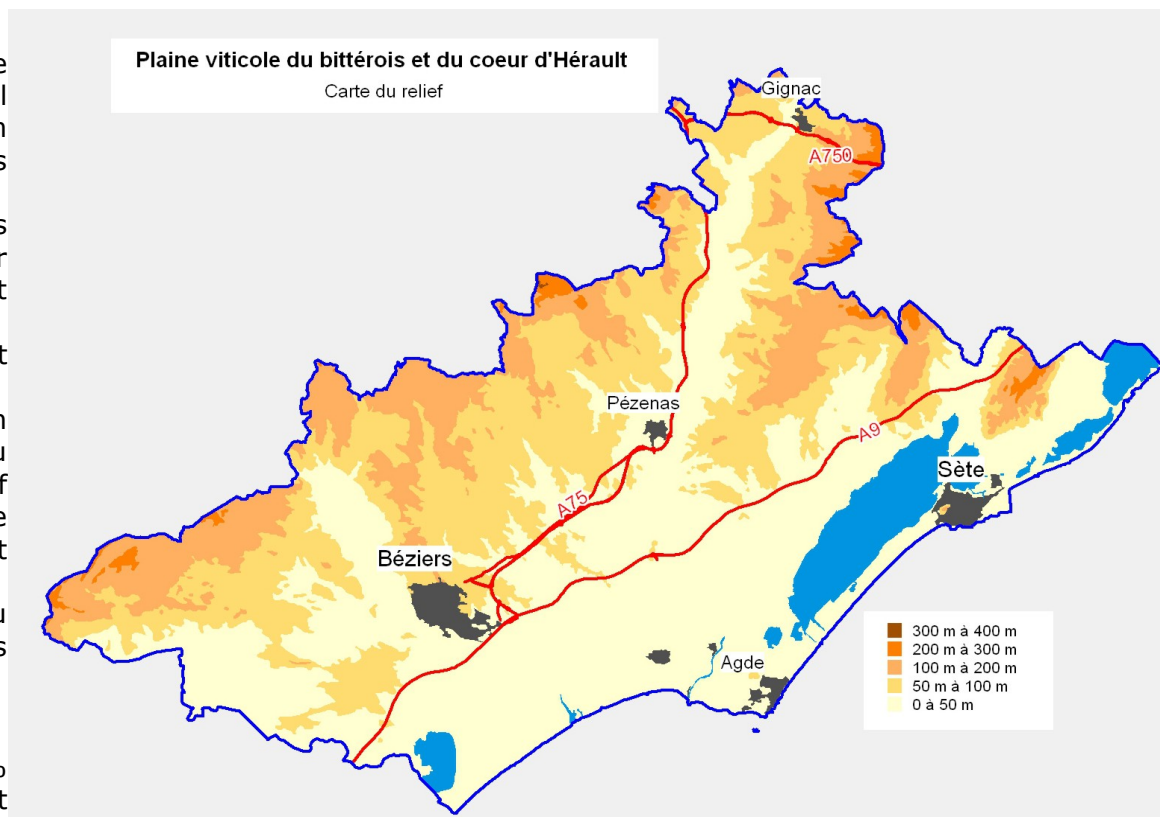 Plaine viticole du bittérois et du coeur d'Hérault
Carte du relief
Gignac
A750
Pézenas
A9
Sète
A75
Béziers
Agde
300 m à 400 m
200 m à 300 m
100 m à 200 m
50 m à 100 m
0 à 50 m